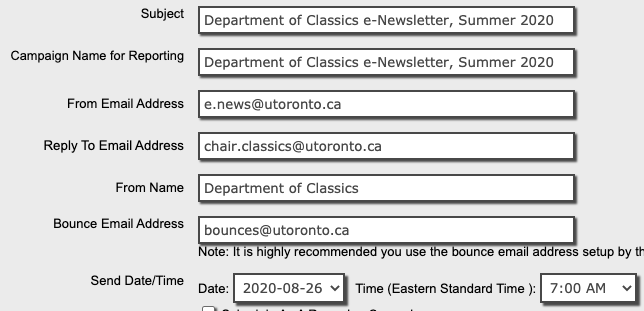 Subject Department of Classics e-Newsletter, Summer 2020
Campaign Name for Reporting Department of Classics e-Newsletter, Summer 2020
From Email Address e.news@utoronto.ca
Reply To Email Address chair.classics@utoronto.ca
From Name Department of Classics
Bounce Email Address bounces@utoronto.ca
Note: It is highly recommended you use the bounce email address setup by
Send Date/Time Date: 2020-08-26 Time (Eastern Standard Time ): 7:00 AM